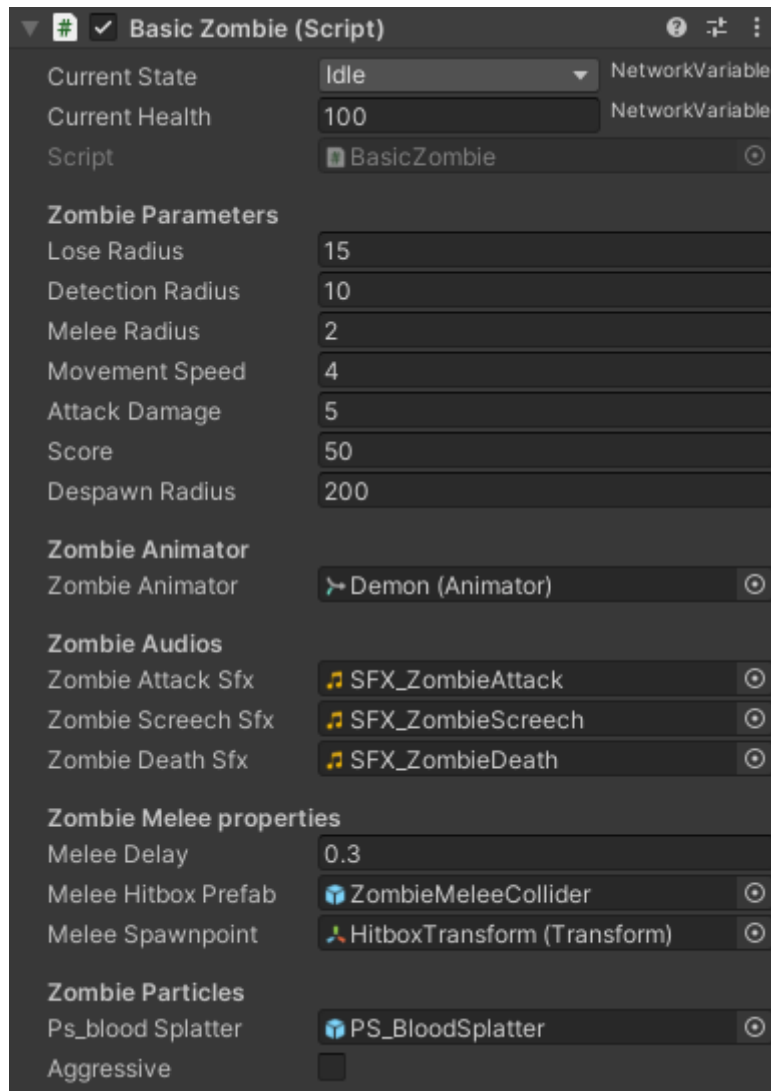 Basic Zombie (Script)
Current State Idle NetworkVariable
Current Health 100 NetworkVariable
Script # BasicZombie
Zombie Parameters
Lose Radius 15
Detection Radius 10
Melee Radius 2
Movement Speed 4
Attack Damage 5
Score 50
Despawn Radius 200
Zombie Animator
Zombie Animator Demon (Animator)
Zombie Audios
Zombie Attack Sfx SFX_ZombieAttack
Zombie Screech Sfx SFX_ZombieScreech
Zombie Death Sfx SFX_ZombieDeath
Zombie Melee properties
Melee Delay 0.3
Melee Hitbox Prefab ZombieMeleeCollider
Melee Spawnpoint HitboxTransform (Transform)
Zombie Particles
Ps_blood Splatter PS_BloodSplatter
Aggressive